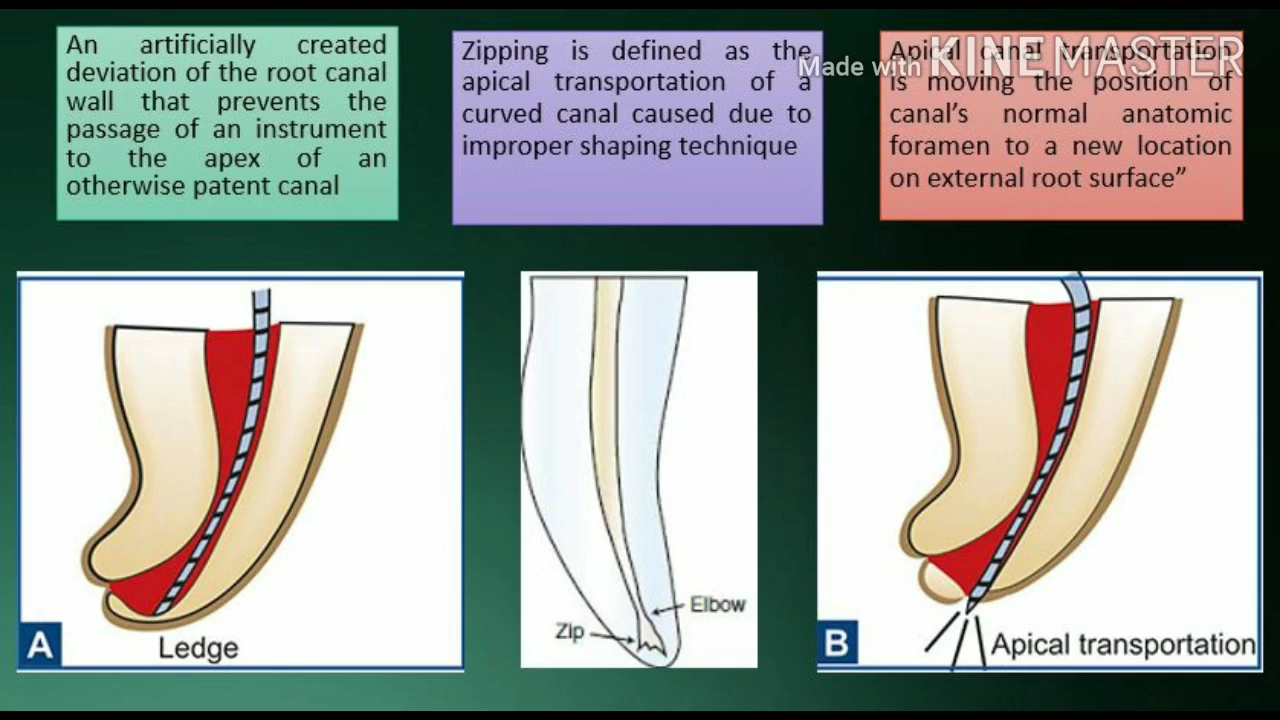 An artificially created
deviation of the root canal
wall that prevents the
passage of an instrument
to the apex of an
otherwise patent canal
Zipping is defined as the
apical transportation of a
curved canal caused due to
improper shaping technique
Apical canal transportation
is moving the position of
canal's normal anatomic
foramen to a new location
on external root surface”
Made with KINEMASTER
A
Ledge
Elbow
Zip
B
Apical transportation